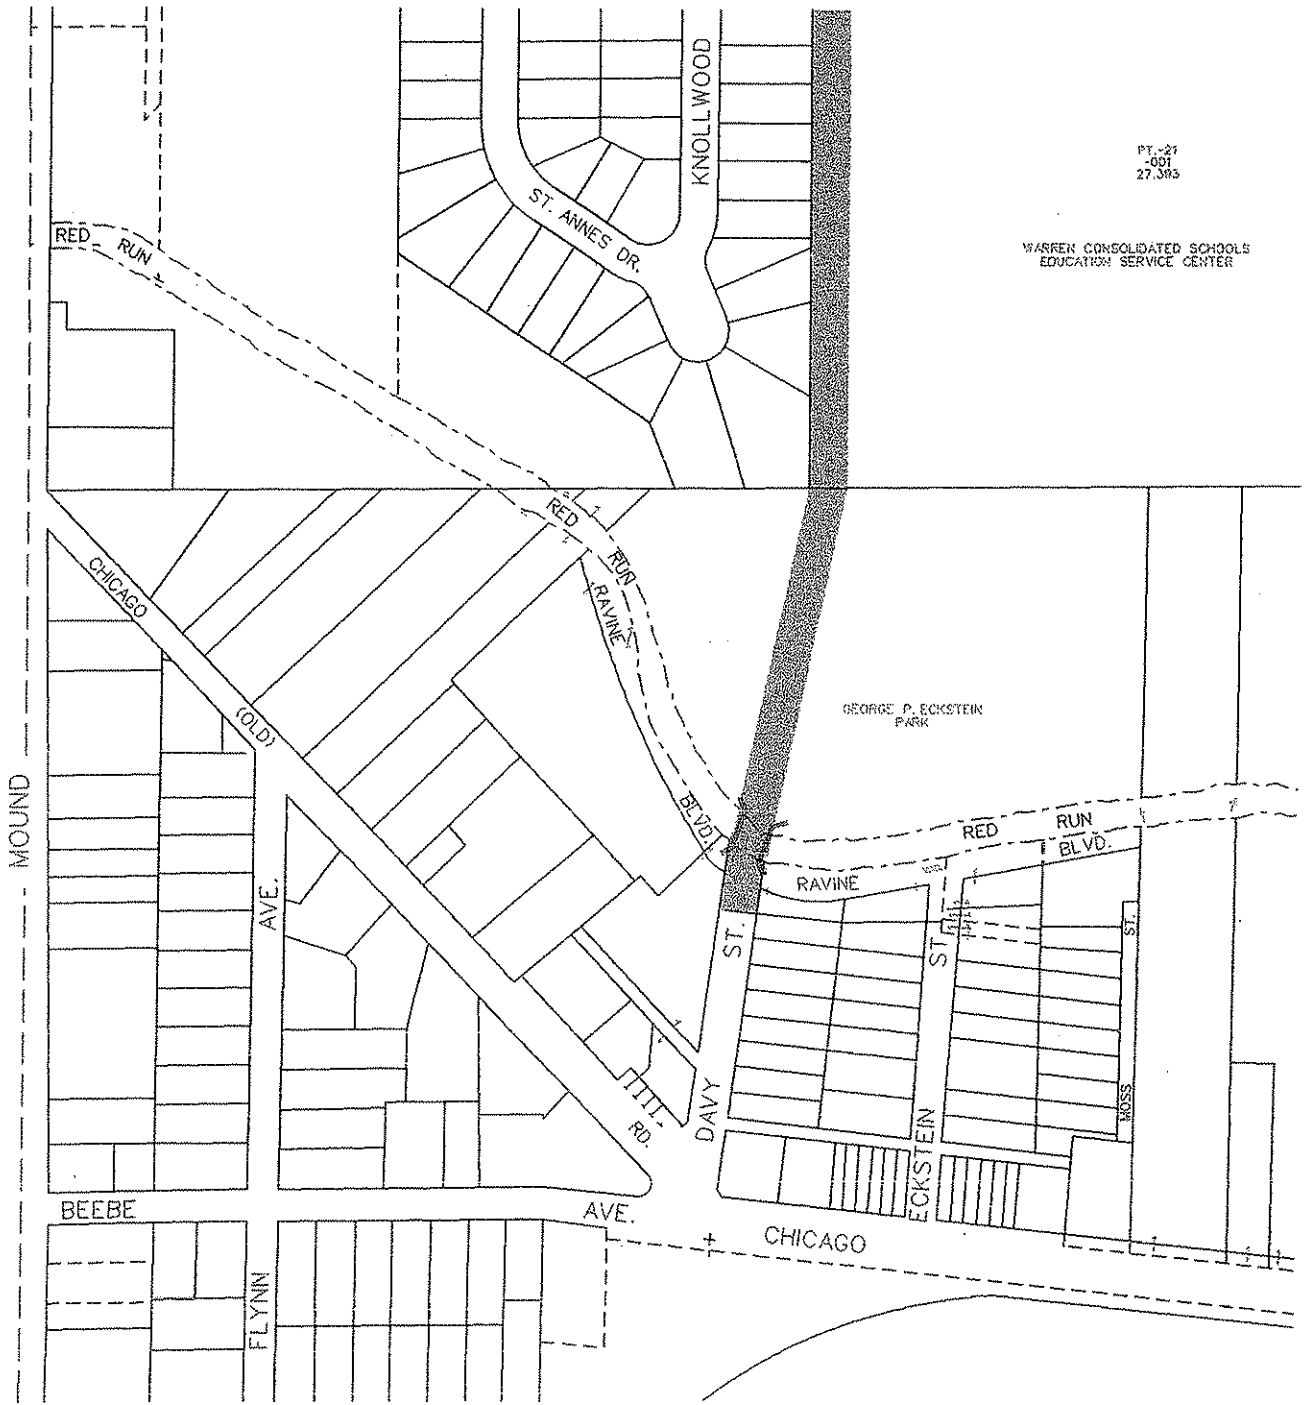 KNOLLWOOD
PT.-21
-001
27.393
ST. ANNES DR.
WARREN CONSOLIDATED SCHOOLS
EDUCATION SERVICE CENTER
RED RUN
RED RUN
CHICAGO (OLD) RD.
RAVINE BLVD.
GEORGE P. ECKSTEIN
PARK
MOUND
RED RUN
RAVINE BLVD.
AVE.
ST.
ST
ST.
DAVY
MOSS
ECKSTEIN
BEEBE AVE.
CHICAGO
FLYNN